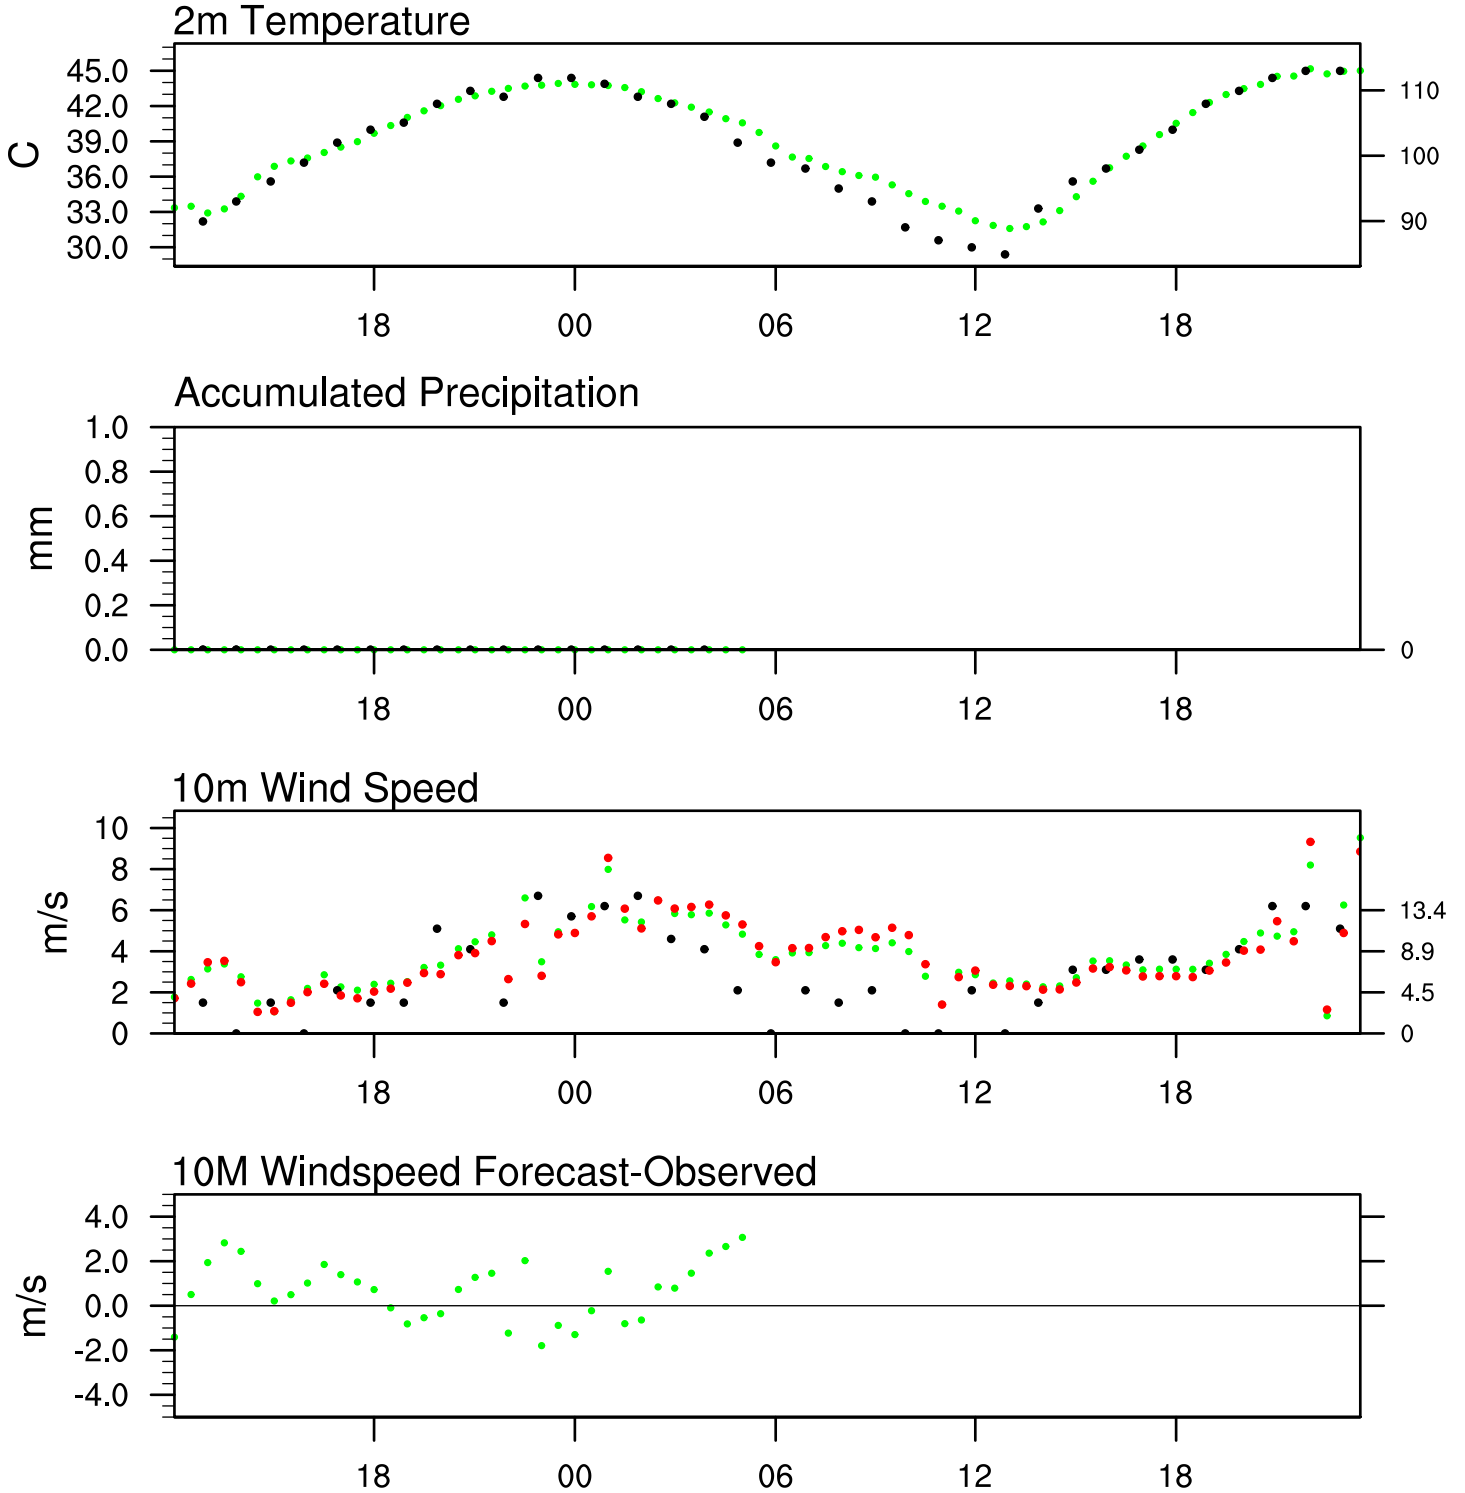 2m Temperature
45.0
42.0
39.0
36.0
33.0
30.0
C
110
100
90
18 00 06 12 18
Accumulated Precipitation
1.0
0.8
0.6
0.4
0.2
0.0
mm
0
18 00 06 12 18
10m Wind Speed
10
8
6
4
2
0
m/s
13.4
8.9
4.5
0
18 00 06 12 18
10M Windspeed Forecast-Observed
4.0
2.0
0.0
-2.0
-4.0
m/s
18 00 06 12 18